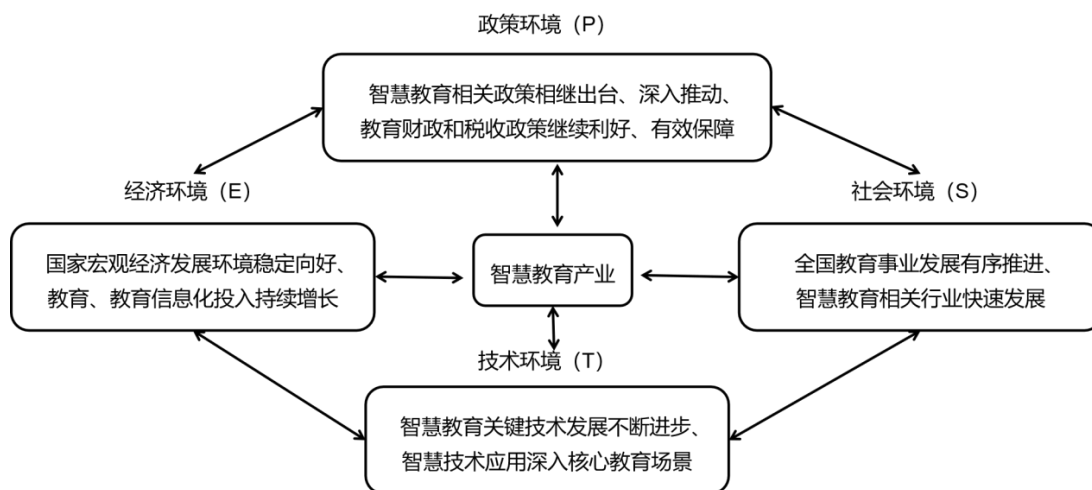 政策环境（P）
智慧教育相关政策相继出台、深入推动、
教育财政和税收政策继续利好、有效保障
经济环境（E）
国家宏观经济发展环境稳定向好、
教育、教育信息化投入持续增长
智慧教育产业
社会环境（S）
全国教育事业发展有序推进、
智慧教育相关行业快速发展
技术环境（T）
智慧教育关键技术发展不断进步、
智慧技术应用深入核心教育场景